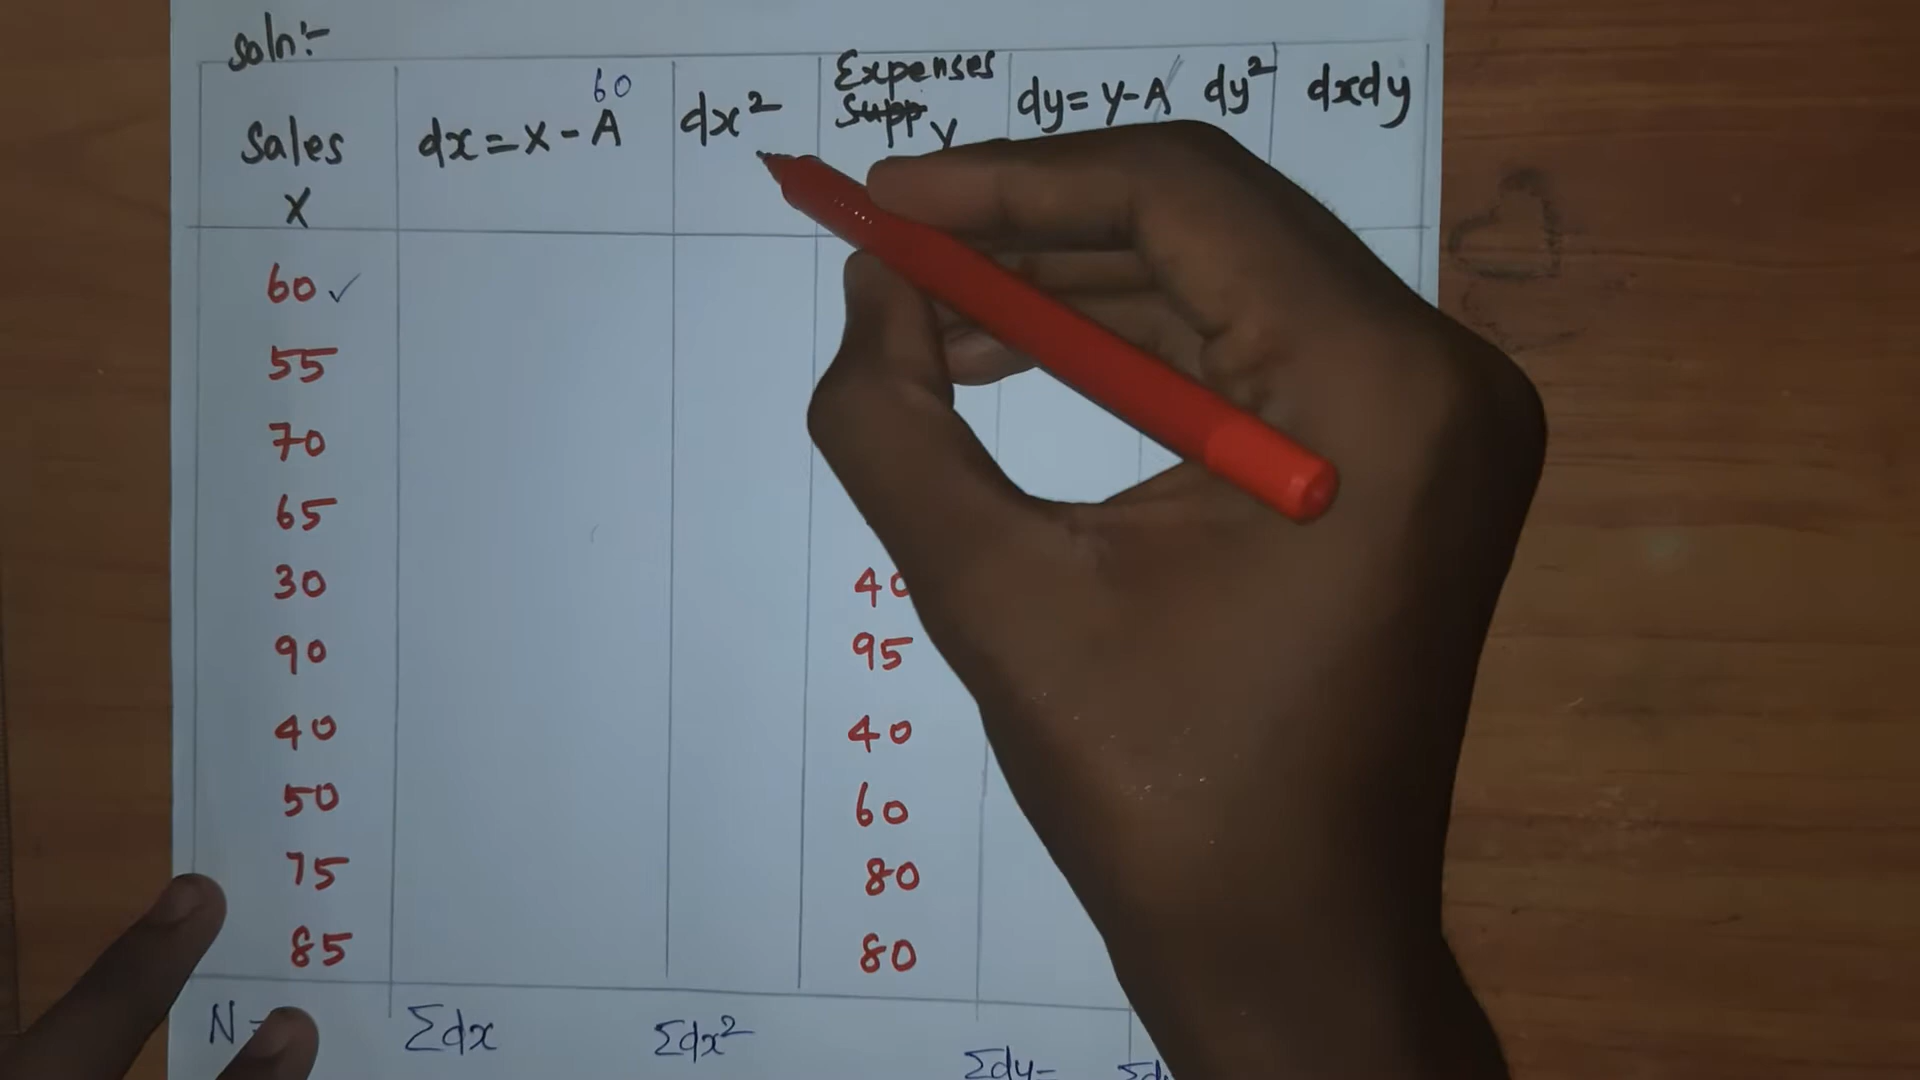 Soln:-
Sales
X
60
dx = x - A
dx²
Expenses
Supp y
dy = y - A
dy²
dxdy
60 ✓
55
70
65
30 40
90 95
40 40
50 60
75 80
85 80
N = Σdx Σdx² Σdy =